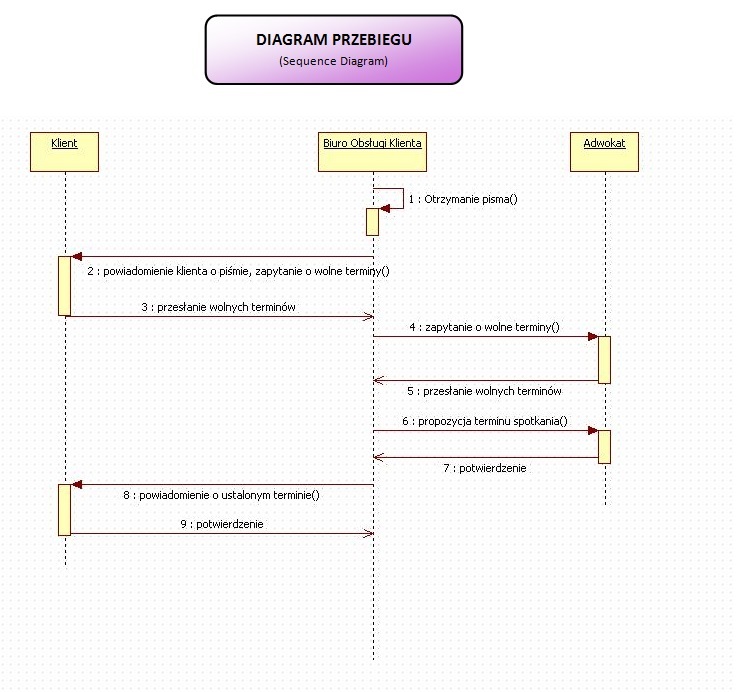 DIAGRAM PRZEBIEGU
(Sequence Diagram)
Klient
Biuro Obsługi Klienta
Adwokat
1 : Otrzymanie pisma()
2 : powiadomienie klienta o piśmie, zapytanie o wolne terminy()
3 : przesłanie wolnych terminów
4 : zapytanie o wolne terminy()
5 : przesłanie wolnych terminów
6 : propozycja terminu spotkania()
7 : potwierdzenie
8 : powiadomienie o ustalonym terminie()
9 : potwierdzenie